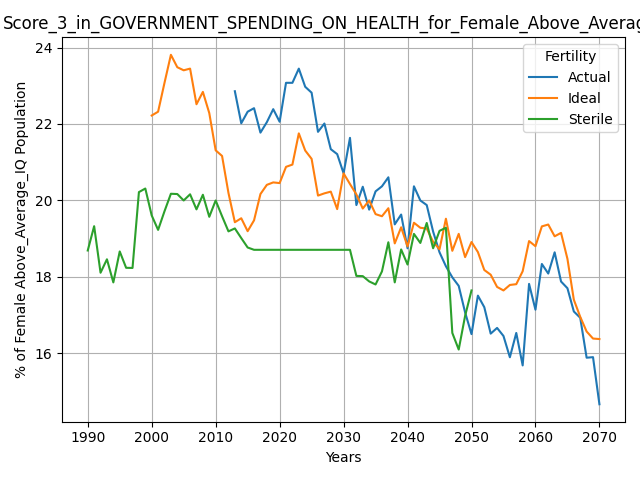 Score_3_in_GOVERNMENT_SPENDING_ON_HEALTH_for_Female_Above_Averag
24
22
20
18
16
% of Female Above_Average_IQ Population
Fertility
Actual
Ideal
Sterile
1990 2000 2010 2020 2030 2040 2050 2060 2070
Years